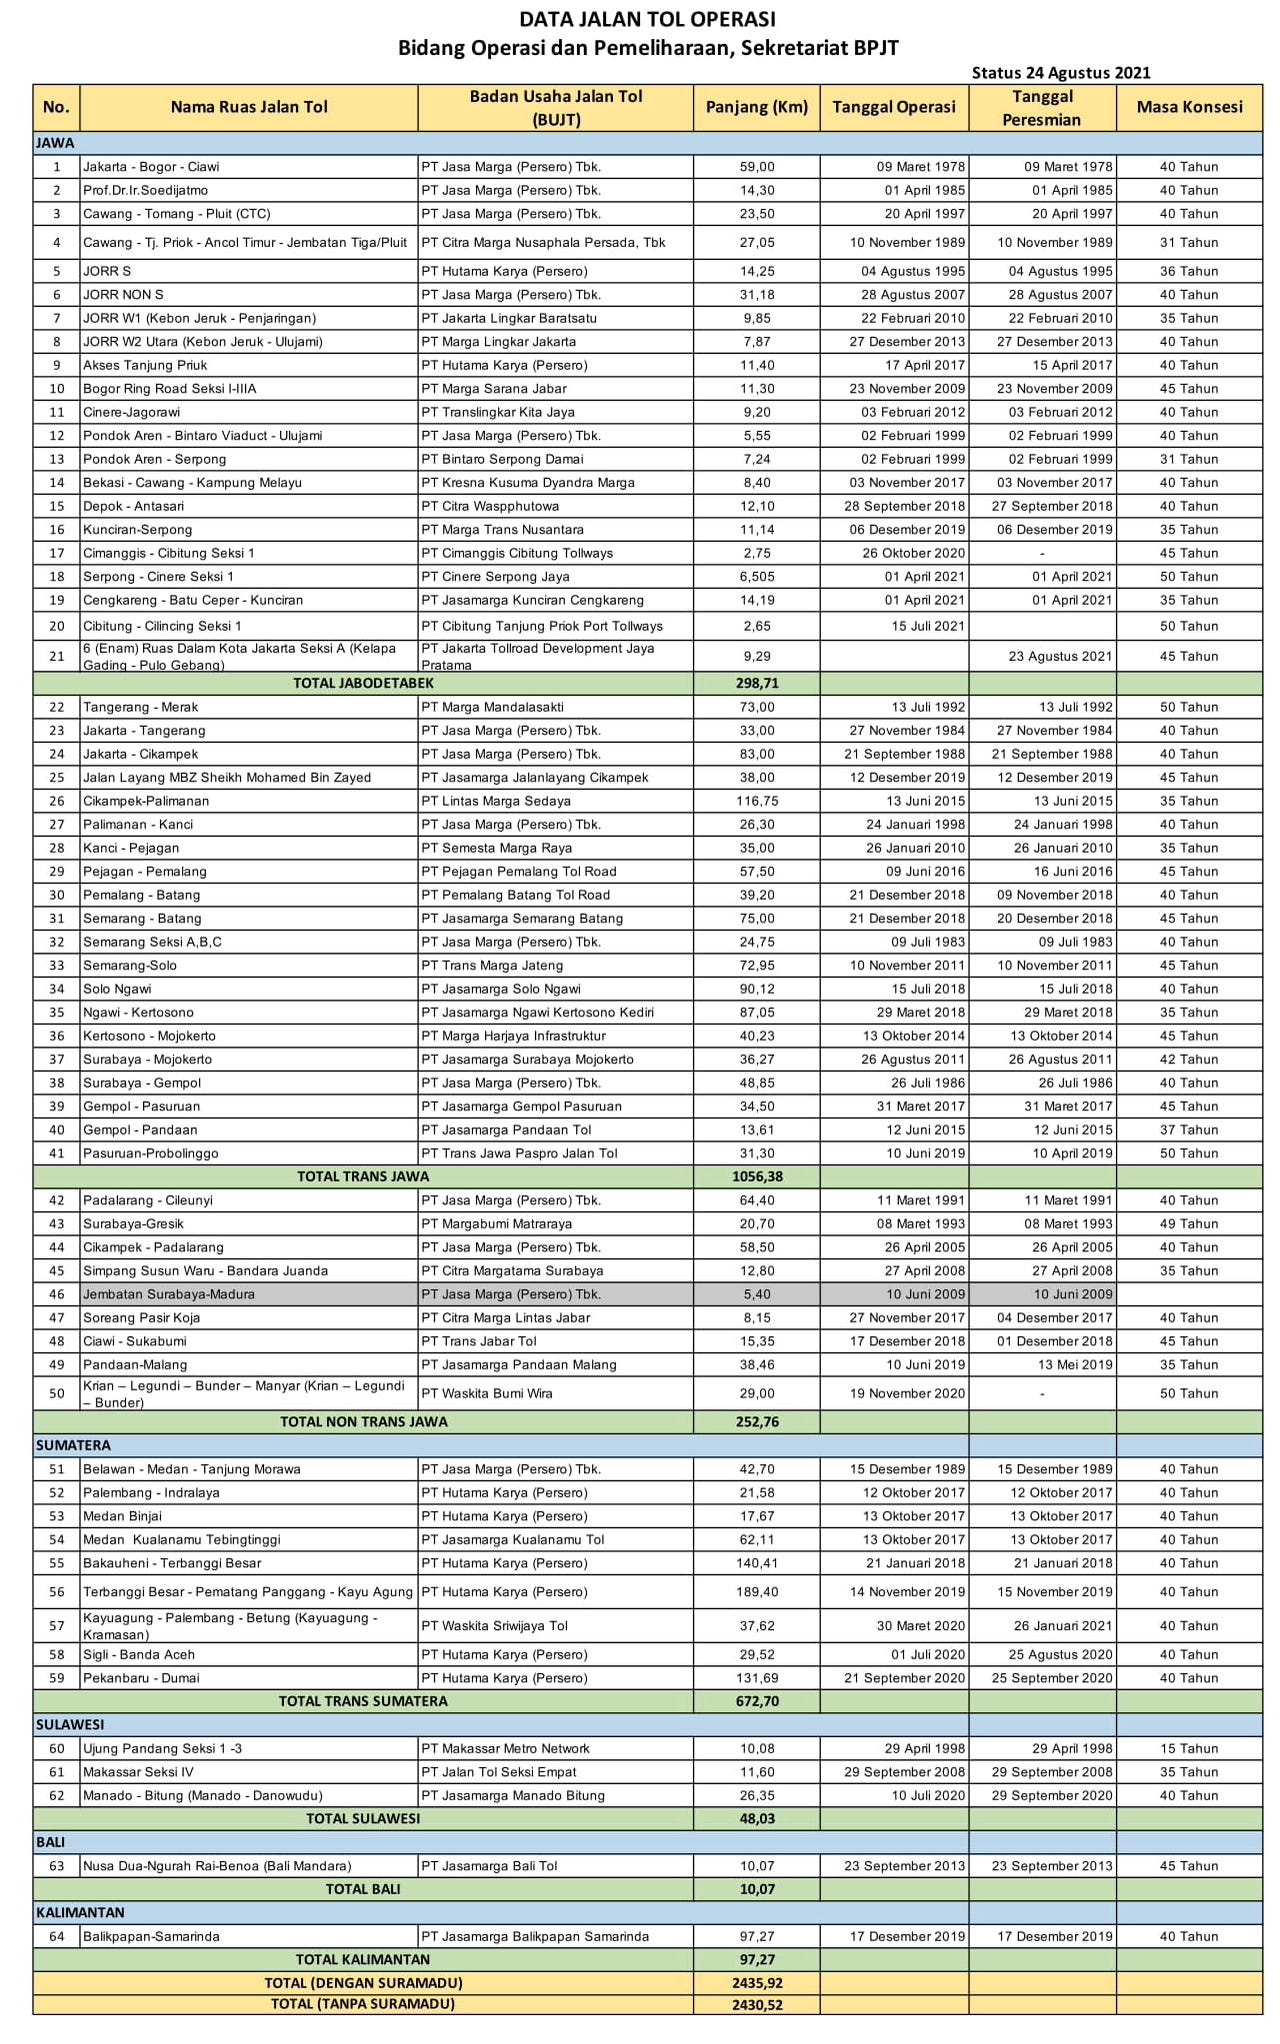 DATA JALAN TOL OPERASI
Bidang Operasi dan Pemeliharaan, Sekretariat BPJT
Status 24 Agustus 2021
No. Nama Ruas Jalan Tol Badan Usaha Jalan Tol (BUJT) Panjang (Km) Tanggal Operasi Tanggal Peresmian Masa Konsesi
JAWA
1 Jakarta - Bogor - Ciawi PT Jasa Marga (Persero) Tbk. 59,00 09 Maret 1978 09 Maret 1978 40 Tahun
2 Prof.Dr.Ir.Soedijatmo PT Jasa Marga (Persero) Tbk. 14,30 01 April 1985 01 April 1985 40 Tahun
3 Cawang - Tomang - Pluit (CTC) PT Jasa Marga (Persero) Tbk. 23,50 20 April 1997 20 April 1997 40 Tahun
4 Cawang - Tj. Priok - Ancol Timur - Jembatan Tiga/Pluit PT Citra Marga Nusaphala Persada, Tbk 27,05 10 November 1989 10 November 1989 31 Tahun
5 JORR S PT Hutama Karya (Persero) 14,25 04 Agustus 1995 04 Agustus 1995 36 Tahun
6 JORR NON S PT Jasa Marga (Persero) Tbk. 31,18 28 Agustus 2007 28 Agustus 2007 40 Tahun
7 JORR W1 (Kebon Jeruk - Penjaringan) PT Jakarta Lingkar Baratsatu 9,85 22 Februari 2010 22 Februari 2010 35 Tahun
8 JORR W2 Utara (Kebon Jeruk - Ulujami) PT Marga Lingkar Jakarta 7,87 27 Desember 2013 27 Desember 2013 40 Tahun
9 Akses Tanjung Priuk PT Hutama Karya (Persero) 11,40 17 April 2017 15 April 2017 40 Tahun
10 Bogor Ring Road Seksi I-IIIA PT Marga Sarana Jabar 11,30 23 November 2009 23 November 2009 45 Tahun
11 Cinere-Jagorawi PT Translingkar Kita Jaya 9,20 03 Februari 2012 03 Februari 2012 40 Tahun
12 Pondok Aren - Bintaro Viaduct - Ulujami PT Jasa Marga (Persero) Tbk. 5,55 02 Februari 1999 02 Februari 1999 40 Tahun
13 Pondok Aren - Serpong PT Bintaro Serpong Damai 7,24 02 Februari 1999 02 Februari 1999 31 Tahun
14 Bekasi - Cawang - Kampung Melayu PT Kresna Kusuma Dyandra Marga 8,40 03 November 2017 03 November 2017 40 Tahun
15 Depok - Antasari PT Citra Waspphutowa 12,10 28 September 2018 27 September 2018 40 Tahun
16 Kunciran-Serpong PT Marga Trans Nusantara 11,14 06 Desember 2019 06 Desember 2019 35 Tahun
17 Cimanggis - Cibitung Seksi 1 PT Cimanggis Cibitung Tollways 2,75 26 Oktober 2020 - 45 Tahun
18 Serpong - Cinere Seksi 1 PT Cinere Serpong Jaya 6,505 01 April 2021 01 April 2021 50 Tahun
19 Cengkareng - Batu Ceper - Kunciran PT Jasamarga Kunciran Cengkareng 14,19 01 April 2021 01 April 2021 35 Tahun
20 Cibitung - Cilincing Seksi 1 PT Cibitung Tanjung Priok Port Tollways 2,65 15 Juli 2021 50 Tahun
21 6 (Enam) Ruas Dalam Kota Jakarta Seksi A (Kelapa Gading - Pulo Gebang) PT Jakarta Tollroad Development Jaya Pratama 9,29 23 Agustus 2021 45 Tahun
TOTAL JABODETABEK 298,71
22 Tangerang - Merak PT Marga Mandalasakti 73,00 13 Juli 1992 13 Juli 1992 50 Tahun
23 Jakarta - Tangerang PT Jasa Marga (Persero) Tbk. 33,00 27 November 1984 27 November 1984 40 Tahun
24 Jakarta - Cikampek PT Jasa Marga (Persero) Tbk. 83,00 21 September 1988 21 September 1988 40 Tahun
25 Jalan Layang MBZ Sheikh Mohamed Bin Zayed PT Jasamarga Jalanlayang Cikampek 38,00 12 Desember 2019 12 Desember 2019 45 Tahun
26 Cikampek-Palimanan PT Lintas Marga Sedaya 116,75 13 Juni 2015 13 Juni 2015 35 Tahun
27 Palimanan - Kanci PT Jasa Marga (Persero) Tbk. 26,30 24 Januari 1998 24 Januari 1998 40 Tahun
28 Kanci - Pejagan PT Semesta Marga Raya 35,00 26 Januari 2010 26 Januari 2010 35 Tahun
29 Pejagan - Pemalang PT Pejagan Pemalang Tol Road 57,50 09 Juni 2016 16 Juni 2016 45 Tahun
30 Pemalang - Batang PT Pemalang Batang Tol Road 39,20 21 Desember 2018 09 November 2018 40 Tahun
31 Semarang - Batang PT Jasamarga Semarang Batang 75,00 21 Desember 2018 20 Desember 2018 45 Tahun
32 Semarang Seksi A,B,C PT Jasa Marga (Persero) Tbk. 24,75 09 Juli 1983 09 Juli 1983 40 Tahun
33 Semarang-Solo PT Trans Marga Jateng 72,95 10 November 2011 10 November 2011 45 Tahun
34 Solo Ngawi PT Jasamarga Solo Ngawi 90,12 15 Juli 2018 15 Juli 2018 40 Tahun
35 Ngawi - Kertosono PT Jasamarga Ngawi Kertosono Kediri 87,05 29 Maret 2018 29 Maret 2018 35 Tahun
36 Kertosono - Mojokerto PT Marga Harjaya Infrastruktur 40,23 13 Oktober 2014 13 Oktober 2014 45 Tahun
37 Surabaya - Mojokerto PT Jasamarga Surabaya Mojokerto 36,27 26 Agustus 2011 26 Agustus 2011 42 Tahun
38 Surabaya - Gempol PT Jasa Marga (Persero) Tbk. 48,85 26 Juli 1986 26 Juli 1986 40 Tahun
39 Gempol - Pasuruan PT Jasamarga Gempol Pasuruan 34,50 31 Maret 2017 31 Maret 2017 45 Tahun
40 Gempol - Pandaan PT Jasamarga Pandaan Tol 13,61 12 Juni 2015 12 Juni 2015 37 Tahun
41 Pasuruan-Probolinggo PT Trans Jawa Paspro Jalan Tol 31,30 10 Juni 2019 10 April 2019 50 Tahun
TOTAL TRANS JAWA 1056,38
42 Padalarang - Cileunyi PT Jasa Marga (Persero) Tbk. 64,40 11 Maret 1991 11 Maret 1991 40 Tahun
43 Surabaya-Gresik PT Margabumi Matraraya 20,70 08 Maret 1993 08 Maret 1993 49 Tahun
44 Cikampek - Padalarang PT Jasa Marga (Persero) Tbk. 58,50 26 April 2005 26 April 2005 40 Tahun
45 Simpang Susun Waru - Bandara Juanda PT Citra Margatama Surabaya 12,80 27 April 2008 27 April 2008 35 Tahun
46 Jembatan Surabaya-Madura PT Jasa Marga (Persero) Tbk. 5,40 10 Juni 2009 10 Juni 2009
47 Soreang Pasir Koja PT Citra Marga Lintas Jabar 8,15 27 November 2017 04 Desember 2017 40 Tahun
48 Ciawi - Sukabumi PT Trans Jabar Tol 15,35 17 Desember 2018 01 Desember 2018 45 Tahun
49 Pandaan-Malang PT Jasamarga Pandaan Malang 38,46 10 Juni 2019 13 Mei 2019 35 Tahun
50 Krian – Legundi – Bunder – Manyar (Krian – Legundi – Bunder) PT Waskita Bumi Wira 29,00 19 November 2020 - 50 Tahun
TOTAL NON TRANS JAWA 252,76
SUMATERA
51 Belawan - Medan - Tanjung Morawa PT Jasa Marga (Persero) Tbk. 42,70 15 Desember 1989 15 Desember 1989 40 Tahun
52 Palembang - Indralaya PT Hutama Karya (Persero) 21,58 12 Oktober 2017 12 Oktober 2017 40 Tahun
53 Medan Binjai PT Hutama Karya (Persero) 17,67 13 Oktober 2017 13 Oktober 2017 40 Tahun
54 Medan Kualanamu Tebingtinggi PT Jasamarga Kualanamu Tol 62,11 13 Oktober 2017 13 Oktober 2017 40 Tahun
55 Bakauheni - Terbanggi Besar PT Hutama Karya (Persero) 140,41 21 Januari 2018 21 Januari 2018 40 Tahun
56 Terbanggi Besar - Pematang Panggang - Kayu Agung PT Hutama Karya (Persero) 189,40 14 November 2019 15 November 2019 40 Tahun
57 Kayuagung - Palembang - Betung (Kayuagung - Kramasan) PT Waskita Sriwijaya Tol 37,62 30 Maret 2020 26 Januari 2021 40 Tahun
58 Sigli - Banda Aceh PT Hutama Karya (Persero) 29,52 01 Juli 2020 25 Agustus 2020 40 Tahun
59 Pekanbaru - Dumai PT Hutama Karya (Persero) 131,69 21 September 2020 25 September 2020 40 Tahun
TOTAL TRANS SUMATERA 672,70
SULAWESI
60 Ujung Pandang Seksi 1 -3 PT Makassar Metro Network 10,08 29 April 1998 29 April 1998 15 Tahun
61 Makassar Seksi IV PT Jalan Tol Seksi Empat 11,60 29 September 2008 29 September 2008 35 Tahun
62 Manado - Bitung (Manado - Danowudu) PT Jasamarga Manado Bitung 26,35 10 Juli 2020 29 September 2020 40 Tahun
TOTAL SULAWESI 48,03
BALI
63 Nusa Dua-Ngurah Rai-Benoa (Bali Mandara) PT Jasamarga Bali Tol 10,07 23 September 2013 23 September 2013 45 Tahun
TOTAL BALI 10,07
KALIMANTAN
64 Balikpapan-Samarinda PT Jasamarga Balikpapan Samarinda 97,27 17 Desember 2019 17 Desember 2019 40 Tahun
TOTAL KALIMANTAN 97,27
TOTAL (DENGAN SURAMADU) 2435,92
TOTAL (TANPA SURAMADU) 2430,52